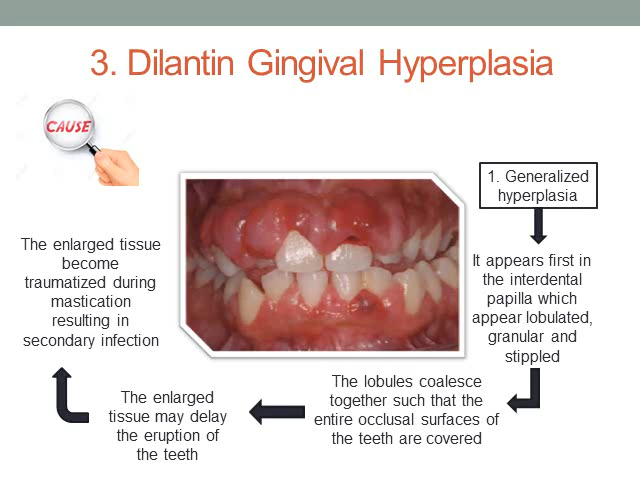 3. Dilantin Gingival Hyperplasia
CAUSE
1. Generalized
hyperplasia
It appears first in
the interdental
papilla which
appear lobulated,
granular and
stippled
The lobules coalesce
together such that the
entire occlusal surfaces of
the teeth are covered
The enlarged
tissue may delay
the eruption of
the teeth
The enlarged tissue
become
traumatized during
mastication
resulting in
secondary infection